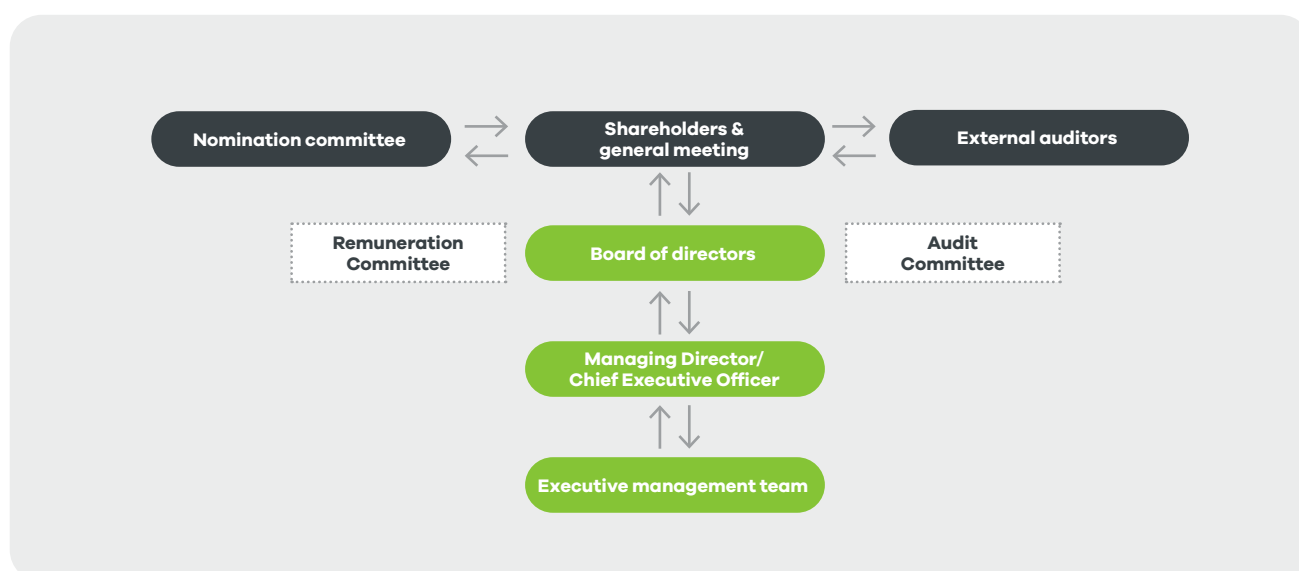 Nomination committee
Shareholders &
general meeting
External auditors
Remuneration
Committee
Board of directors
Audit
Committee
Managing Director/
Chief Executive Officer
Executive management team